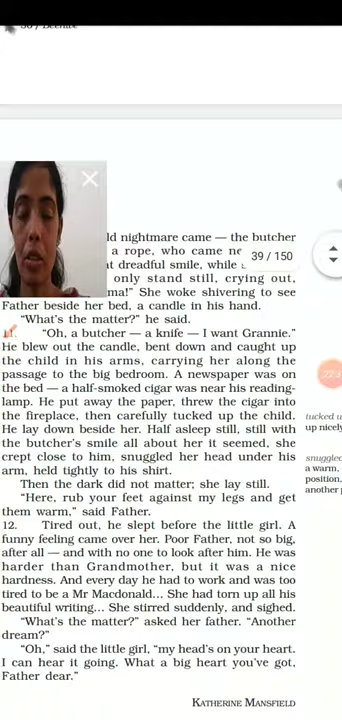 30 / Beehive
39 / 150
ld nightmare came — the butcher
a rope, who came ne
t dreadful smile, while
only stand still, crying out,
ma!" She woke shivering to see
Father beside her bed, a candle in his hand.
"What's the matter?" he said.
11. "Oh, a butcher — a knife — I want Grannie."
He blew out the candle, bent down and caught up
the child in his arms, carrying her along the
passage to the big bedroom. A newspaper was on
the bed — a half-smoked cigar was near his reading-
lamp. He put away the paper, threw the cigar into
the fireplace, then carefully tucked up the child.
He lay down beside her. Half asleep still, still with
the butcher's smile all about her it seemed, she
crept close to him, snuggled her head under his
arm, held tightly to his shirt.
Then the dark did not matter; she lay still.
"Here, rub your feet against my legs and get
them warm," said Father.
12. Tired out, he slept before the little girl. A
funny feeling came over her. Poor Father, not so big,
after all — and with no one to look after him. He was
harder than Grandmother, but it was a nice
hardness. And every day he had to work and was too
tired to be a Mr Macdonald... She had torn up all his
beautiful writing... She stirred suddenly, and sighed.
"What's the matter?" asked her father. "Another
dream?"
"Oh," said the little girl, "my head's on your heart.
I can hear it going. What a big heart you've got,
Father dear."
KATHERINE MANSFIELD
tucked u
up nicely
snuggled
a warm,
position,
another p